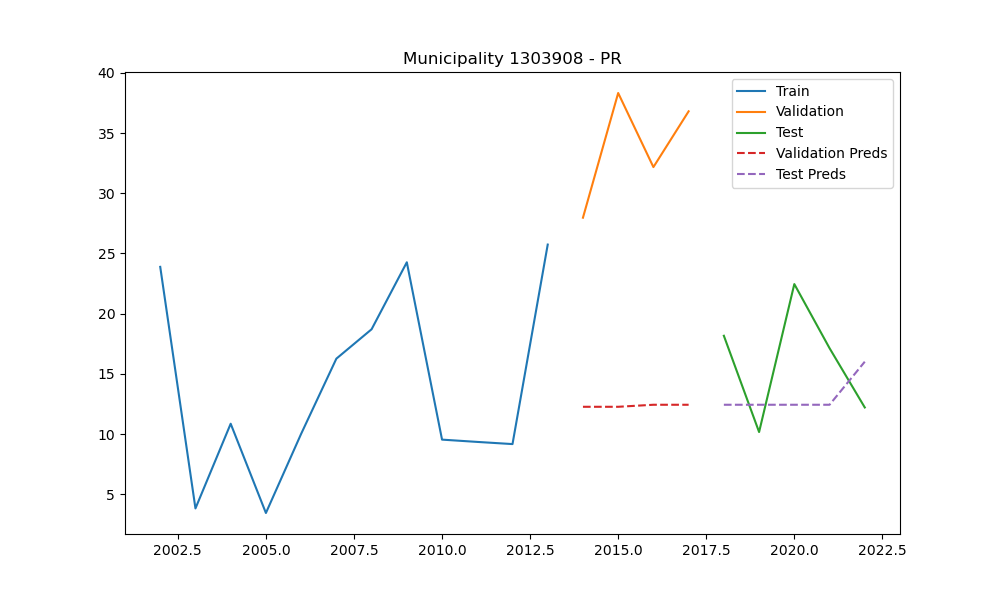 Municipality 1303908 - PR
40
35
30
25
20
15
10
5
Train
Validation
Test
Validation Preds
Test Preds
2002.5 2005.0 2007.5 2010.0 2012.5 2015.0 2017.5 2020.0 2022.5